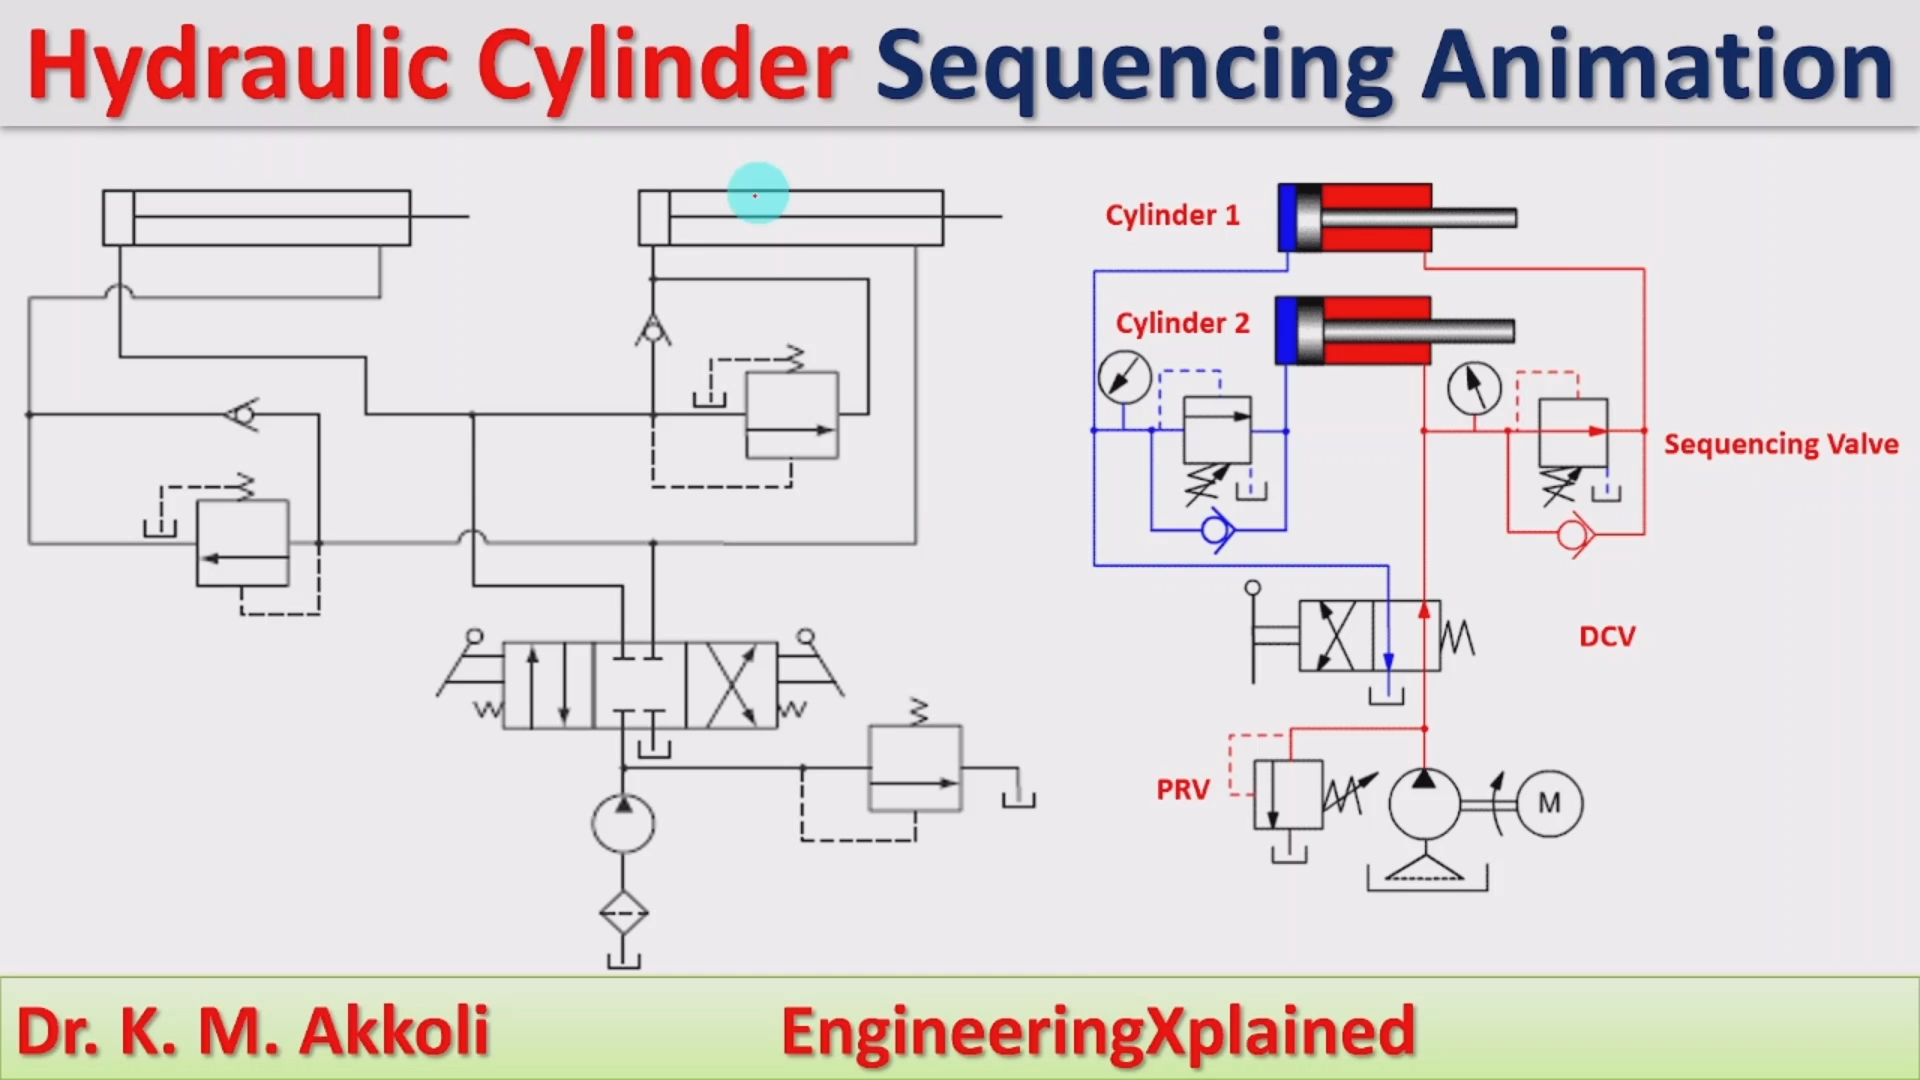 Hydraulic Cylinder Sequencing Animation
Cylinder 1
Cylinder 2
Sequencing Valve
DCV
PRV
M
Dr. K. M. Akkoli
EngineeringXplained